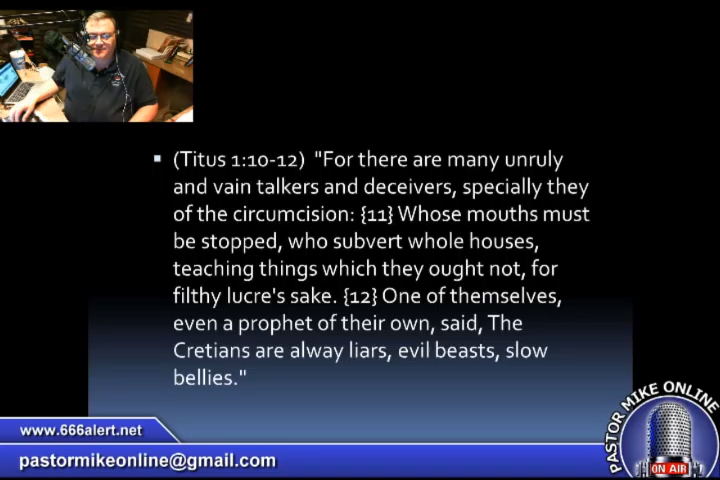 (Titus 1:10-12) "For there are many unruly
and vain talkers and deceivers, specially they
of the circumcision: {11} Whose mouths must
be stopped, who subvert whole houses,
teaching things which they ought not, for
filthy lucre's sake. {12} One of themselves,
even a prophet of their own, said, The
Cretians are alway liars, evil beasts, slow
bellies."
www.666alert.net
pastormikeonline@gmail.com
PASTOR MIKE ONLINE
ON AIR